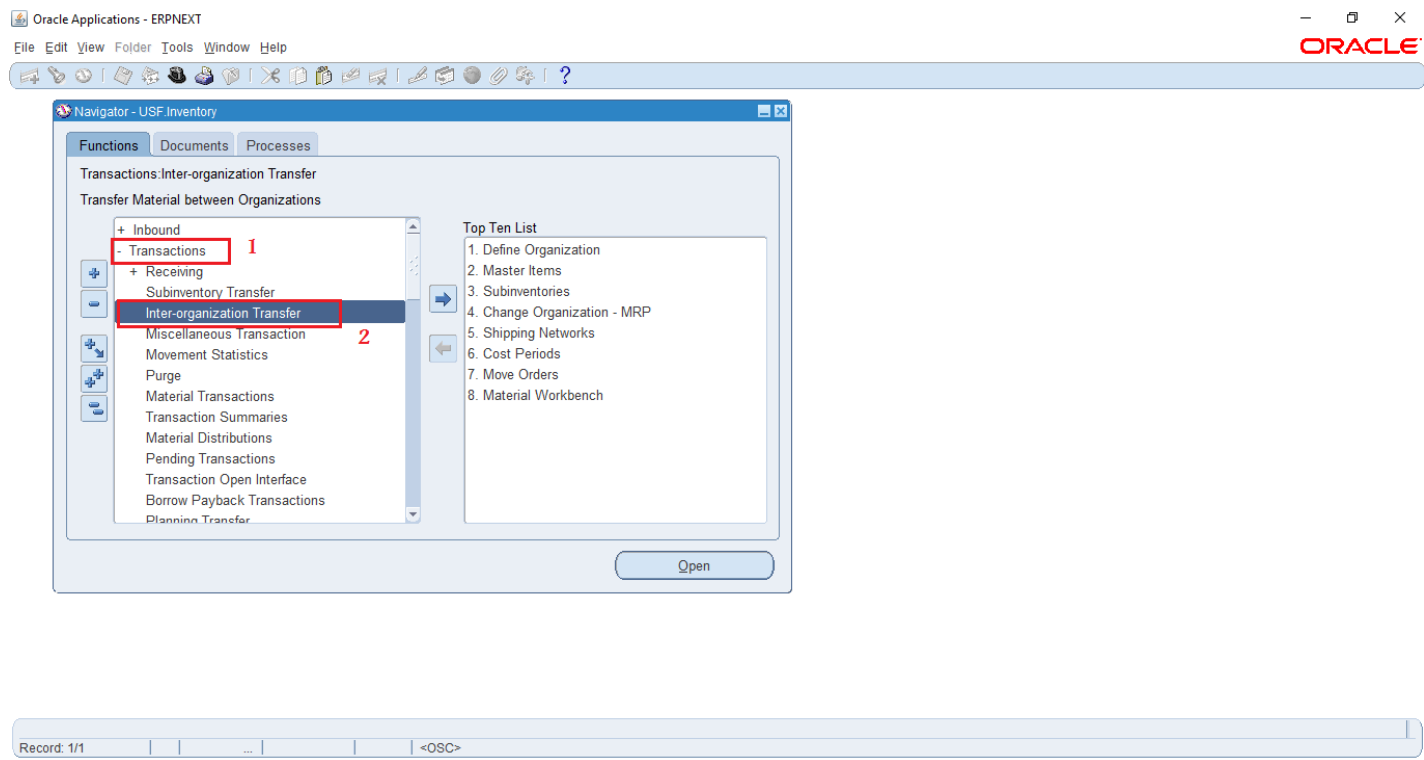 Oracle Applications - ERPNEXT
File Edit View Folder Tools Window Help
ORACLE
Navigator - USF.Inventory
Functions Documents Processes
Transactions:Inter-organization Transfer
Transfer Material between Organizations
+ Inbound
- Transactions 1
+ Receiving
Subinventory Transfer
Inter-organization Transfer
Miscellaneous Transaction 2
Movement Statistics
Purge
Material Transactions
Transaction Summaries
Material Distributions
Pending Transactions
Transaction Open Interface
Borrow Payback Transactions
Planning Transfer
Top Ten List
1. Define Organization
2. Master Items
3. Subinventories
4. Change Organization - MRP
5. Shipping Networks
6. Cost Periods
7. Move Orders
8. Material Workbench
Open
Record: 1/1 ... <OSC>